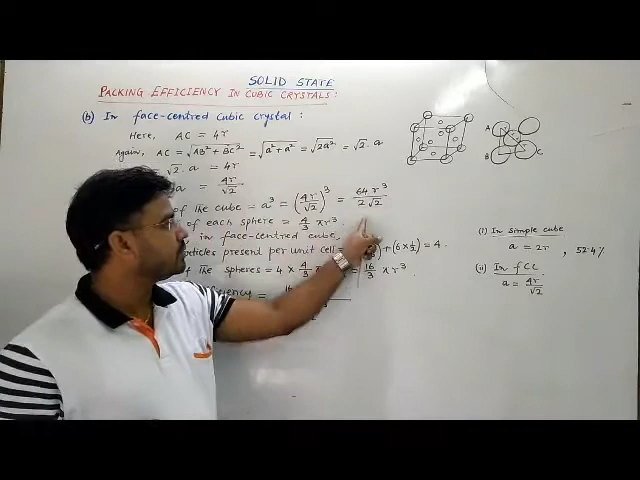 SOLID STATE
PACKING EFFICIENCY IN CUBIC CRYSTALS:
(b) In face-centred cubic crystal:
Here, AC = 4r
Again, AC = √AB² + BC² = √a² + a² = √2a² = √2. a
√2. a = 4r
a = 4r/√2
of the cube = a³ = (4r/√2)³ = 64 r³/2√2
of each sphere = 4/3 πr³.
in face-centred cube,
present per unit cell = + (6 × 1/2) = 4.
the spheres = 4 × 4/3 = 16/3 πr³.
=
A
B
C
(i) In simple cube
a = 2r, 52.4%
(ii) In fCC
a = 4r/√2